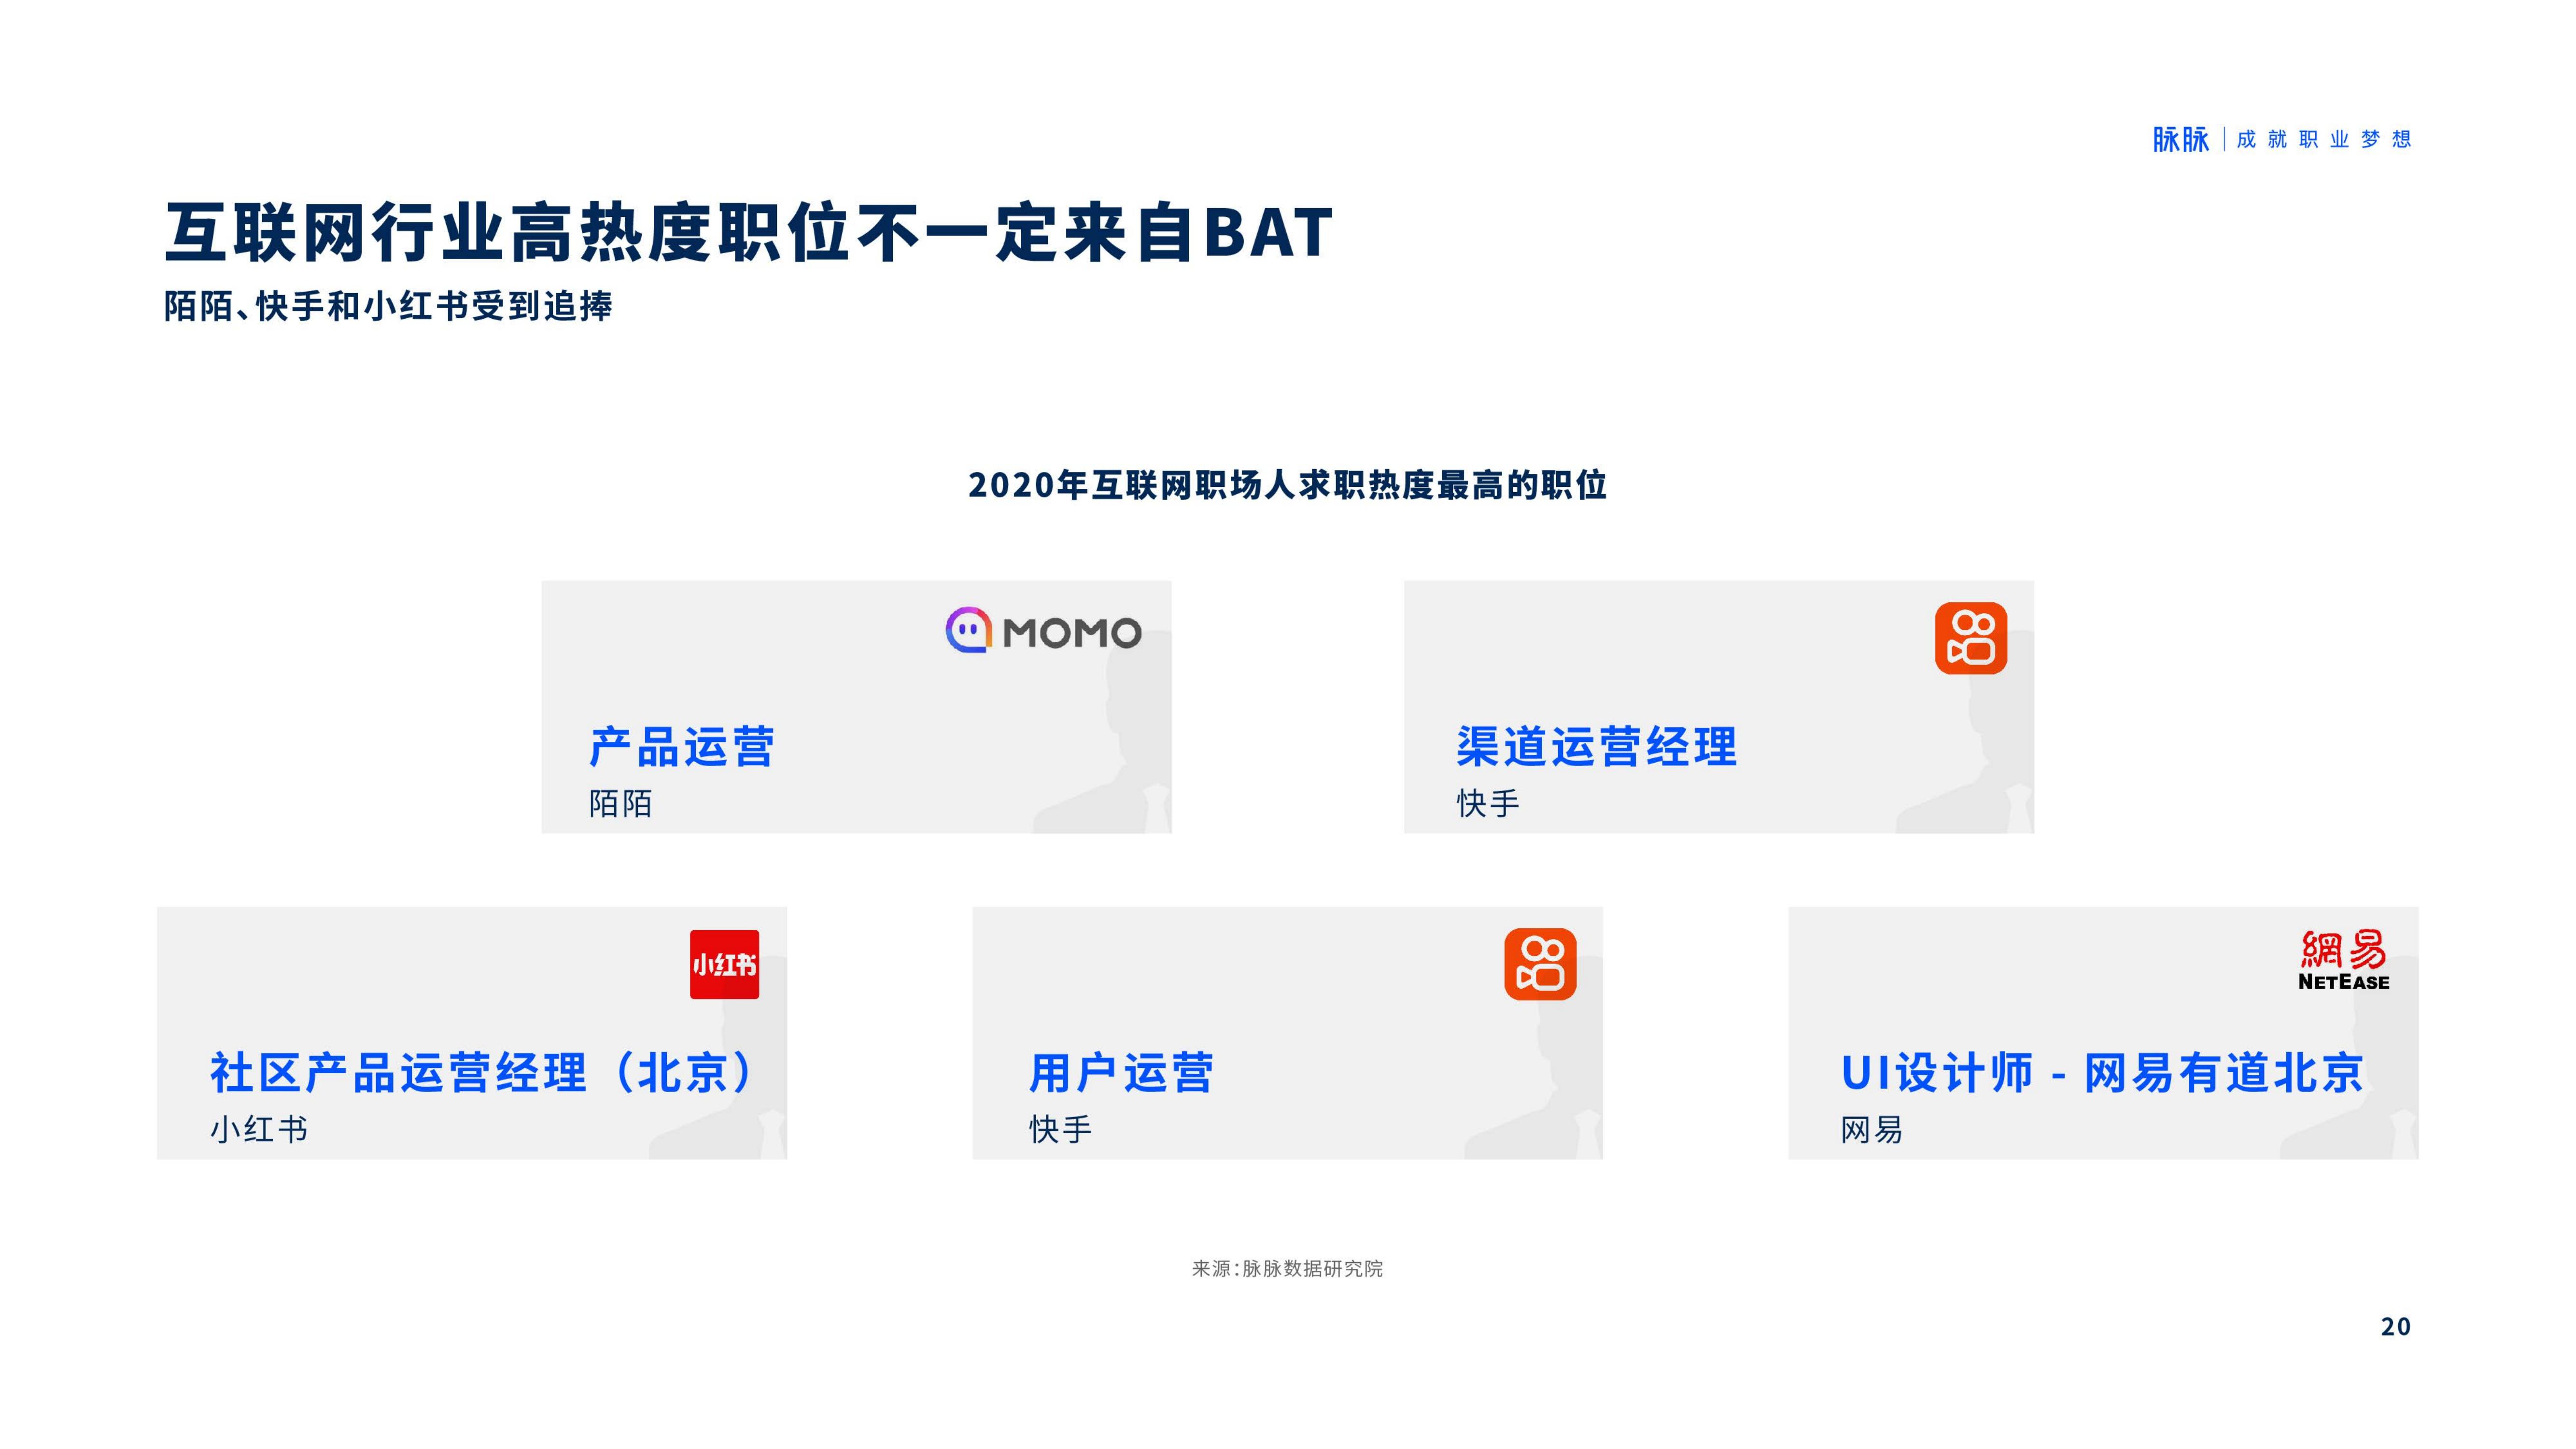 脉脉 | 成就职业梦想
互联网行业高热度职位不一定来自BAT
陌陌、快手和小红书受到追捧
2020年互联网职场人求职热度最高的职位
MOMO
产品运营
陌陌
渠道运营经理
快手
小红书
社区产品运营经理（北京）
小红书
用户运营
快手
網易
NETEASE
UI设计师 - 网易有道北京
网易
来源：脉脉数据研究院
20